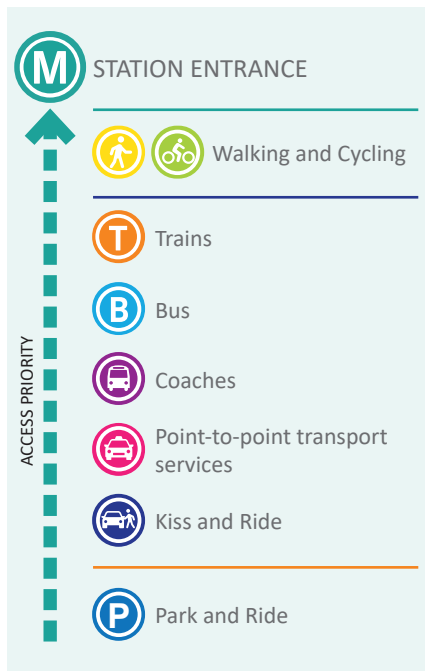 M STATION ENTRANCE
Walking and Cycling
T Trains
B Bus
Coaches
Point-to-point transport
services
Kiss and Ride
P Park and Ride
ACCESS PRIORITY